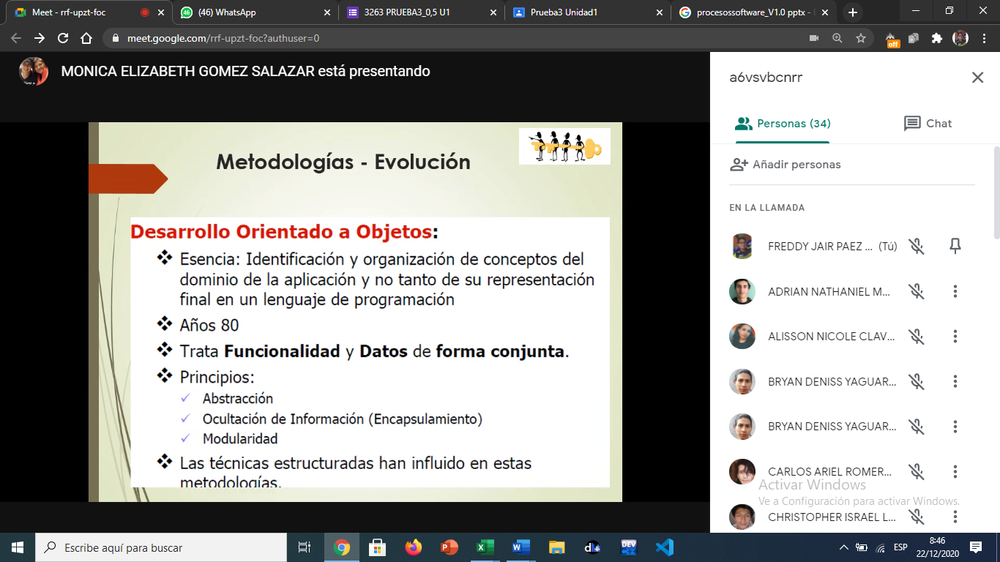 Meet - rrf-upzt-foc
(46) WhatsApp
3263 PRUEBA3_0,5 U1
Prueba3 Unidad1
procesossoftware_V1.0 pptx -
meet.google.com/rrf-upzt-foc?authuser=0
off
MONICA ELIZABETH GOMEZ SALAZAR está presentando
Metodologías - Evolución
Desarrollo Orientado a Objetos:
❖ Esencia: Identificación y organización de conceptos del
dominio de la aplicación y no tanto de su representación
final en un lenguaje de programación
❖ Años 80
❖ Trata Funcionalidad y Datos de forma conjunta.
❖ Principios:
✓ Abstracción
✓ Ocultación de Información (Encapsulamiento)
✓ Modularidad
❖ Las técnicas estructuradas han influido en estas
metodologías.
a6vsvbcnrr
Personas (34)
Chat
Añadir personas
EN LA LLAMADA
FREDDY JAIR PAEZ ... (Tú)
ADRIAN NATHANIEL M...
ALISSON NICOLE CLAV...
BRYAN DENISS YAGUAR...
BRYAN DENISS YAGUAR...
CARLOS ARIEL ROMER...
Activar Windows
Ve a Configuración para activar Windows.
CHRISTOPHER ISRAEL L...
Escribe aquí para buscar
DEV
ESP
8:46
22/12/2020